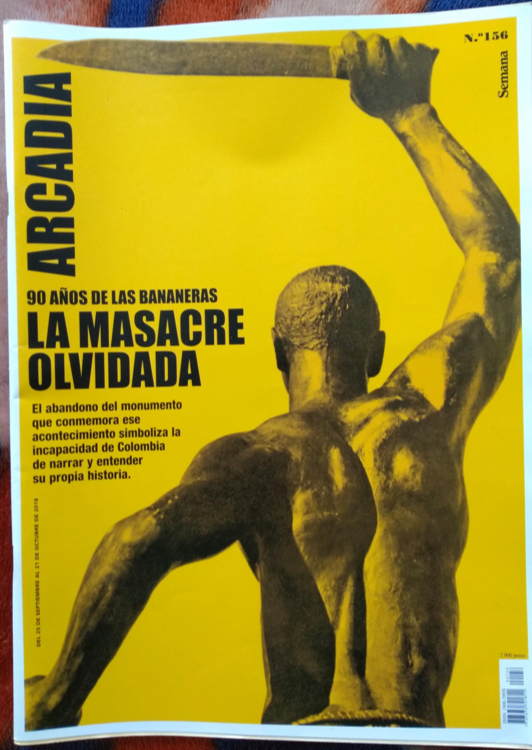 N.º 156
Semana
ARCADIA
90 AÑOS DE LAS BANANERAS
LA MASACRE
OLVIDADA
El abandono del monumento
que conmemora ese
acontecimiento simboliza la
incapacidad de Colombia
de narrar y entender
su propia historia.
DEL 25 DE SEPTIEMBRE AL 21 DE OCTUBRE DE 2018
7.900 pesos